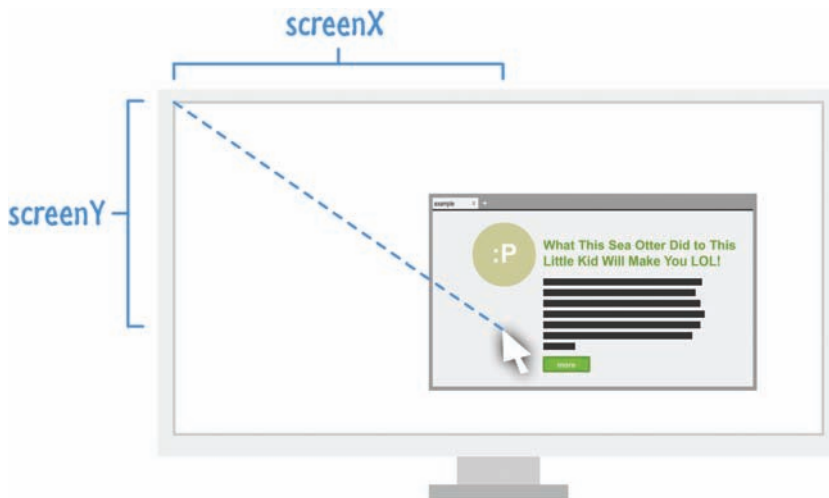 screenX
screenY
example x +
:P
What This Sea Otter Did to This
Little Kid Will Make You LOL!
more